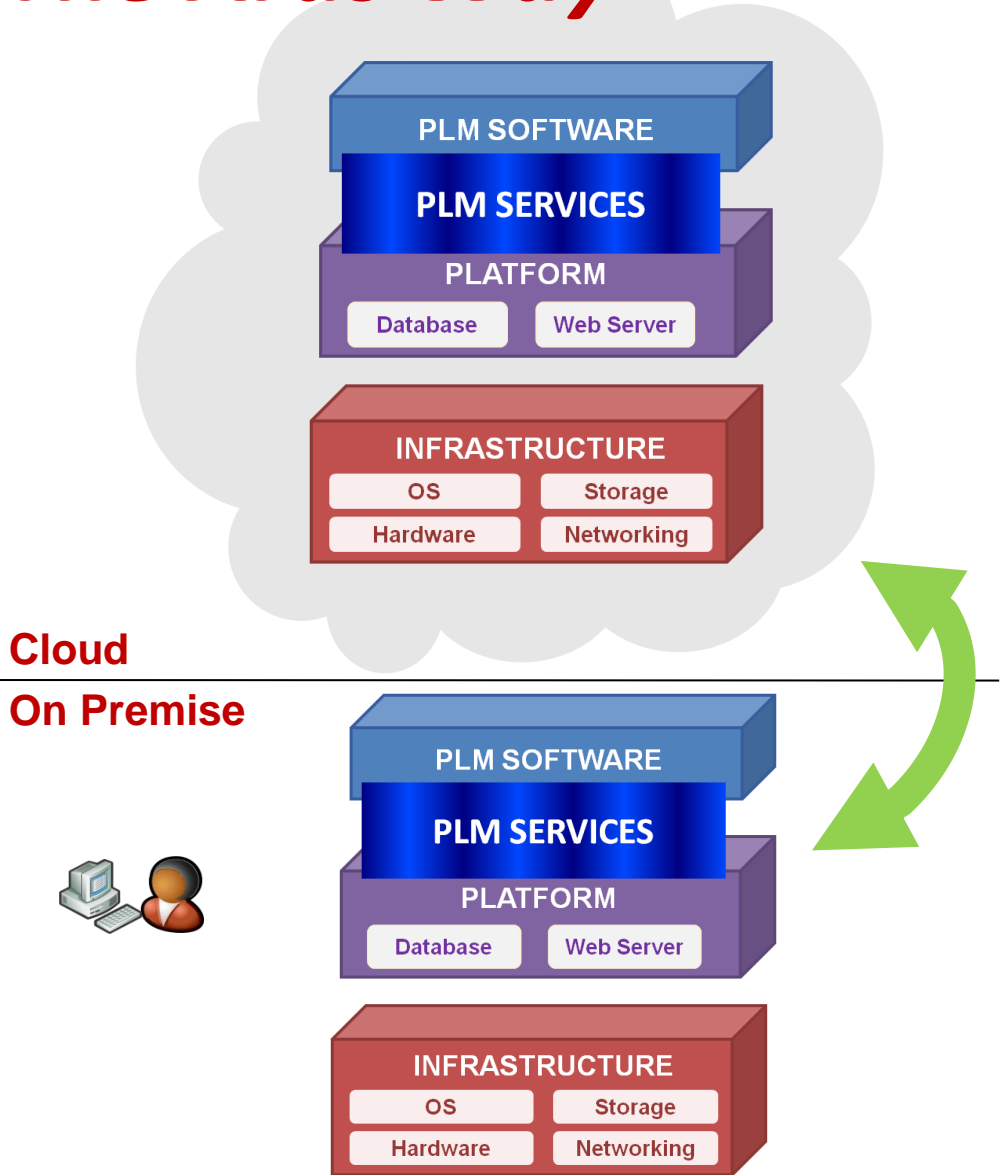 PLM SOFTWARE
PLM SERVICES
PLATFORM
Database Web Server
INFRASTRUCTURE
OS Storage
Hardware Networking
Cloud
On Premise
PLM SOFTWARE
PLM SERVICES
PLATFORM
Database Web Server
INFRASTRUCTURE
OS Storage
Hardware Networking